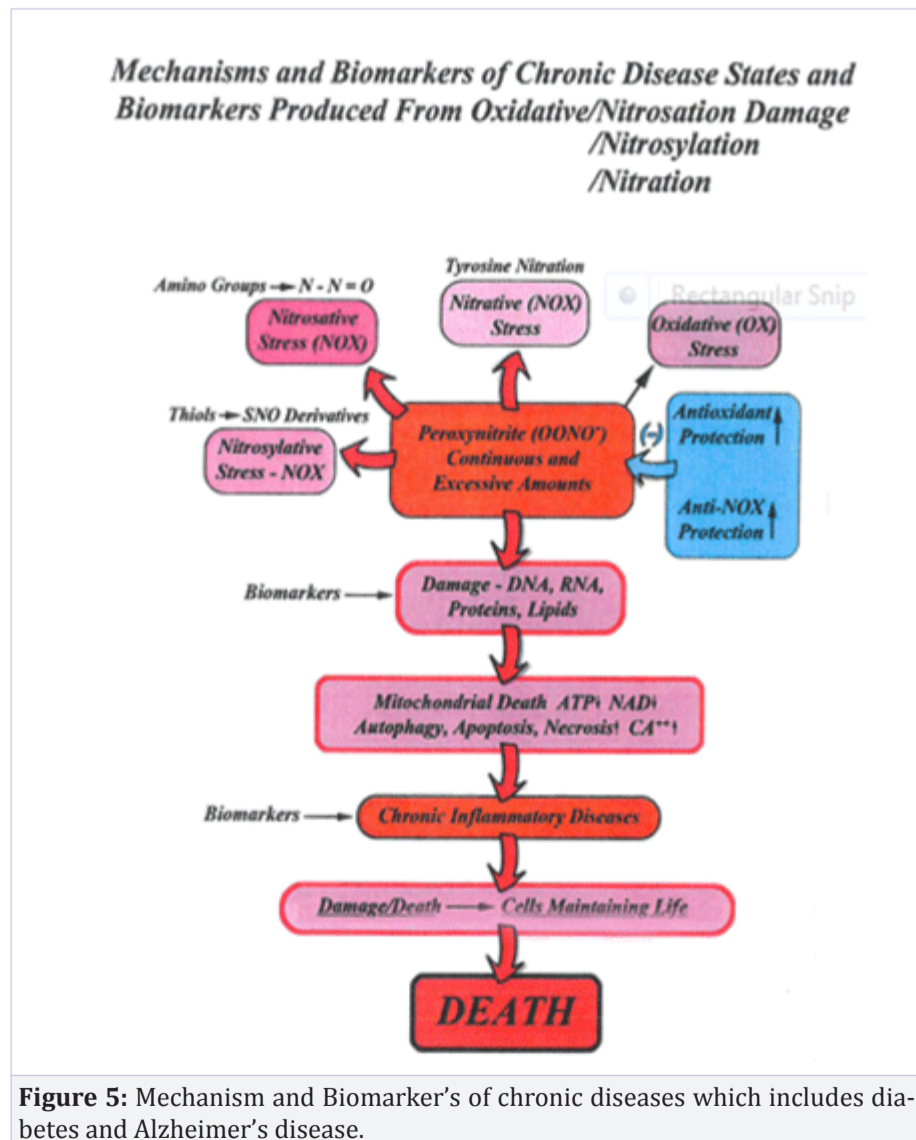 Mechanisms and Biomarkers of Chronic Disease States and
Biomarkers Produced From Oxidative/Nitrosation Damage
/Nitrosylation
/Nitration
Tyrosine Nitration
Amino Groups → N - N = O
Nitrosative
Stress (NOX)
Nitrative (NOX)
Stress
Rectangular Snip
Oxidative (OX)
Stress
Thiols → SNO Derivatives
Nitrosylative
Stress - NOX
Peroxynitrite (OONO⁻)
Continuous and
Excessive Amounts
(-)
Antioxidant
Protection
Anti-NOX
Protection
Biomarkers →
Damage - DNA, RNA,
Proteins, Lipids
Mitochondrial Death ATP NAD
Autophagy, Apoptosis, Necrosis CA⁺⁺
Biomarkers →
Chronic Inflammatory Diseases
Damage/Death → Cells Maintaining Life
DEATH
Figure 5: Mechanism and Biomarker's of chronic diseases which includes dia-
betes and Alzheimer's disease.